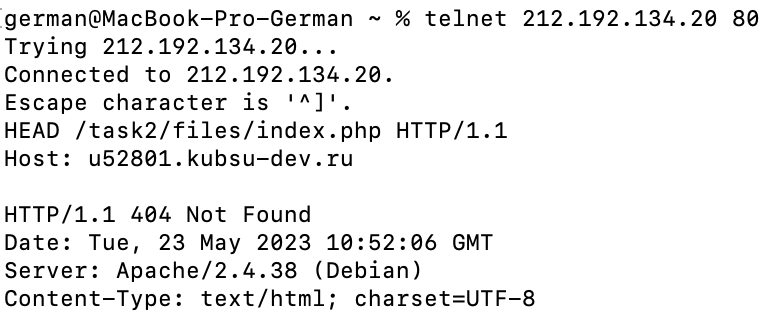 german@MacBook-Pro-German ~ % telnet 212.192.134.20 80
Trying 212.192.134.20...
Connected to 212.192.134.20.
Escape character is '^]'.
HEAD /task2/files/index.php HTTP/1.1
Host: u52801.kubsu-dev.ru

HTTP/1.1 404 Not Found
Date: Tue, 23 May 2023 10:52:06 GMT
Server: Apache/2.4.38 (Debian)
Content-Type: text/html; charset=UTF-8